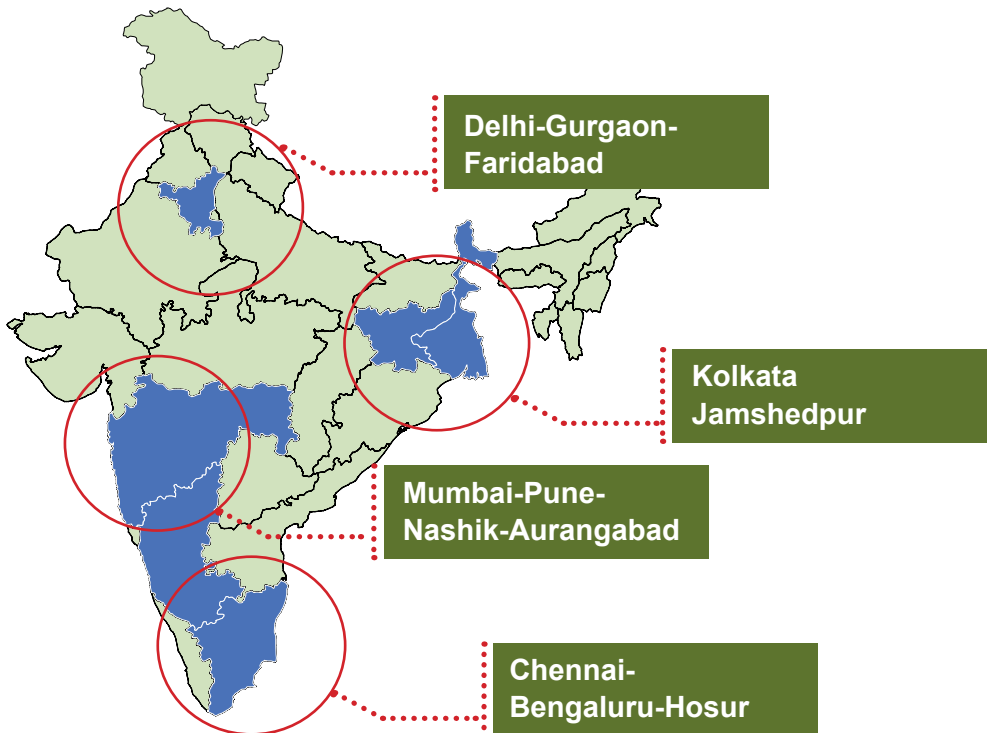 Delhi-Gurgaon-
Faridabad
Kolkata
Jamshedpur
Mumbai-Pune-
Nashik-Aurangabad
Chennai-
Bengaluru-Hosur